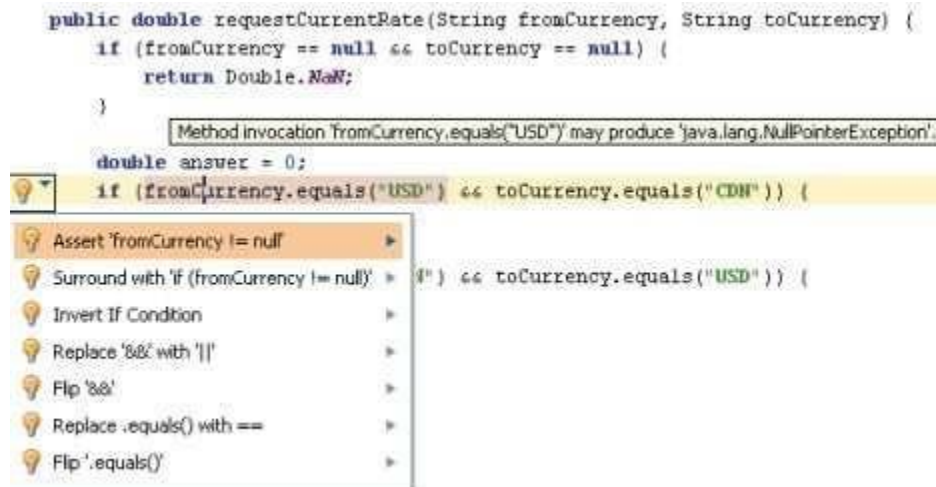 public double requestCurrentRate(String fromCurrency, String toCurrency) {
if (fromCurrency == null && toCurrency == null) {
return Double.NaN;
}
Method invocation 'fromCurrency.equals("USD")' may produce 'java.lang.NullPointerException'.
double answer = 0;
if (fromCurrency.equals("USD") && toCurrency.equals("CDN")) {
Assert 'fromCurrency != null'
Surround with 'if (fromCurrency != null)'
") && toCurrency.equals("USD")) {
Invert If Condition
Replace '&&' with '||'
Flip '&&'
Replace .equals() with ==
Flip '.equals()'